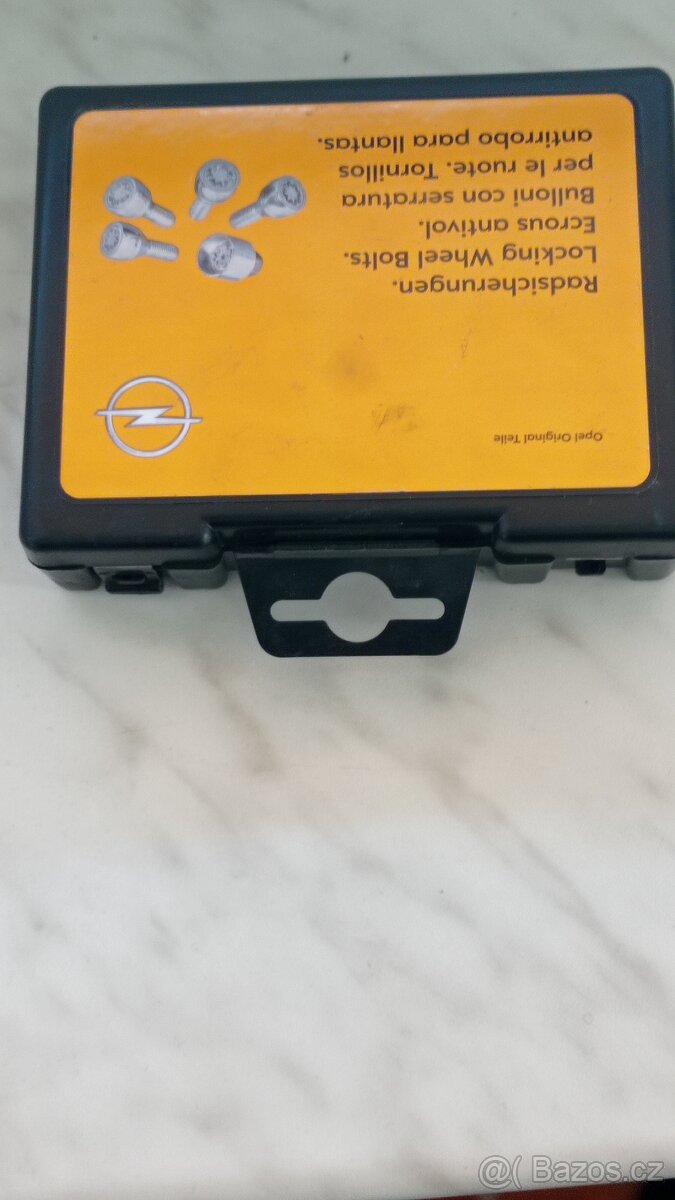 Opel Original Teile
Radsicherungen.
Locking Wheel Bolts.
Ecrous antivol.
Bulloni con serratura
per le ruote. Tornillos
antirrobo para llantas.
@( Bazos.cz